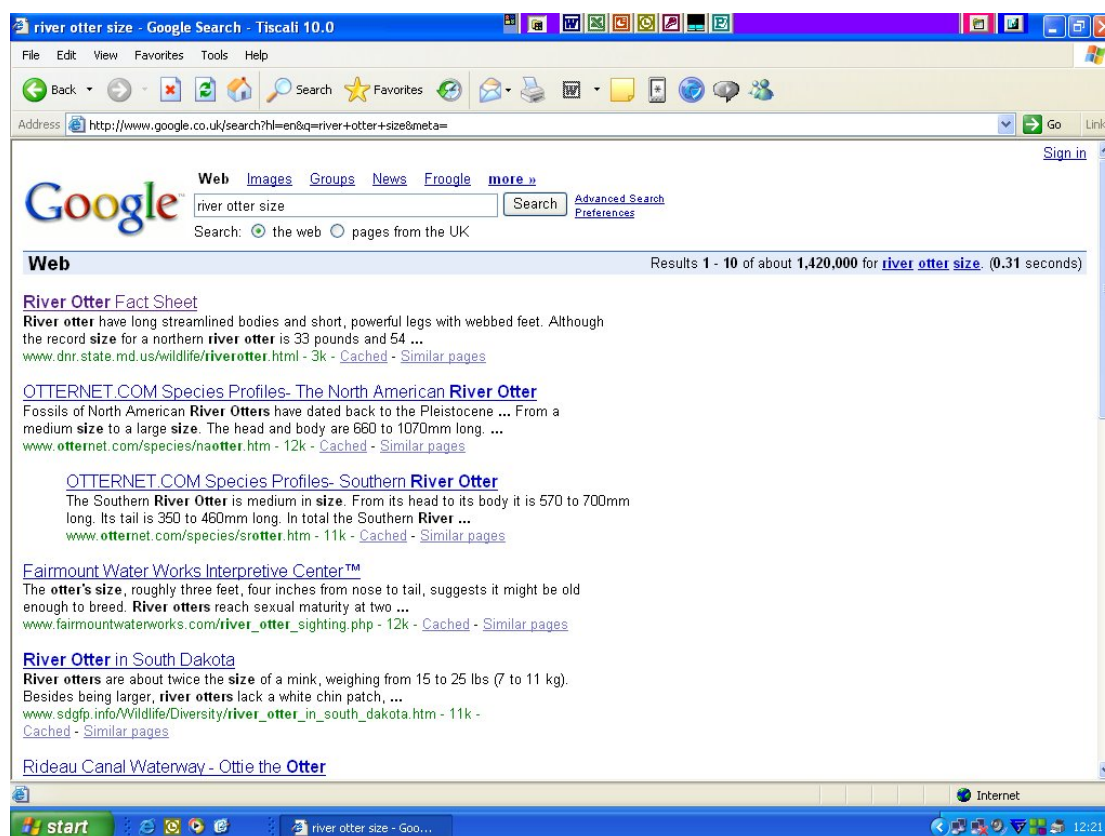 river otter size - Google Search - Tiscali 10.0
File Edit View Favorites Tools Help
Back Search Favorites
Address http://www.google.co.uk/search?hl=en&q=river+otter+size&meta= Go Link
Sign in
Google™
Web Images Groups News Froogle more »
river otter size Search Advanced Search
Preferences
Search: the web pages from the UK
Web Results 1 - 10 of about 1,420,000 for river otter size. (0.31 seconds)
River Otter Fact Sheet
River otter have long streamlined bodies and short, powerful legs with webbed feet. Although
the record size for a northern river otter is 33 pounds and 54 ...
www.dnr.state.md.us/wildlife/riverotter.html - 3k - Cached - Similar pages
OTTERNET.COM Species Profiles- The North American River Otter
Fossils of North American River Otters have dated back to the Pleistocene ... From a
medium size to a large size. The head and body are 660 to 1070mm long. ...
www.otternet.com/species/naotter.htm - 12k - Cached - Similar pages
OTTERNET.COM Species Profiles- Southern River Otter
The Southern River Otter is medium in size. From its head to its body it is 570 to 700mm
long. Its tail is 350 to 460mm long. In total the Southern River ...
www.otternet.com/species/srotter.htm - 11k - Cached - Similar pages
Fairmount Water Works Interpretive Center™
The otter's size, roughly three feet, four inches from nose to tail, suggests it might be old
enough to breed. River otters reach sexual maturity at two ...
www.fairmountwaterworks.com/river_otter_sighting.php - 12k - Cached - Similar pages
River Otter in South Dakota
River otters are about twice the size of a mink, weighing from 15 to 25 lbs (7 to 11 kg).
Besides being larger, river otters lack a white chin patch, ...
www.sdgfp.info/Wildlife/Diversity/river_otter_in_south_dakota.htm - 11k -
Cached - Similar pages
Rideau Canal Waterway - Ottie the Otter
Internet
start river otter size - Goo... 12:21